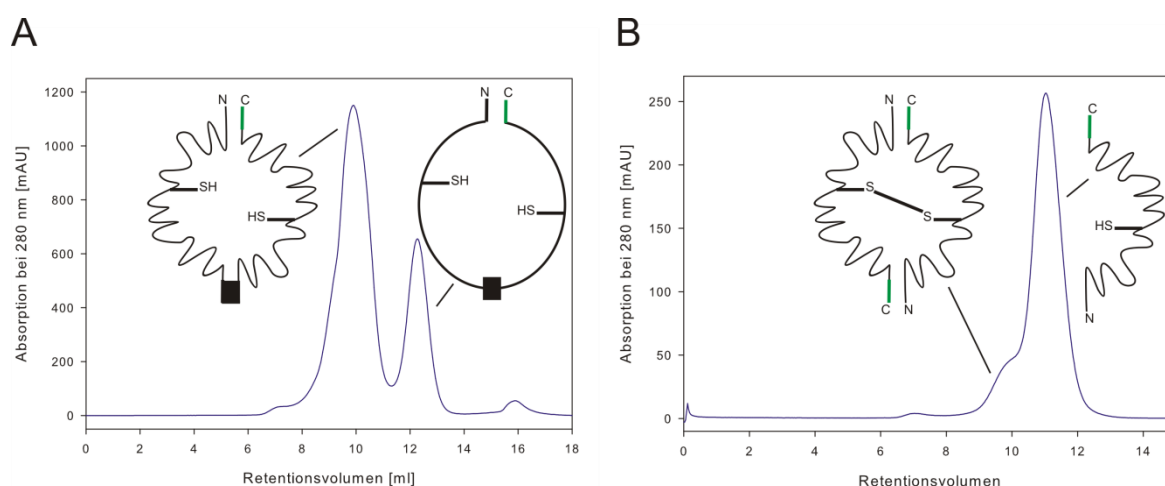 A
Absorption bei 280 nm [mAU]
1200
1000
800
600
400
200
0
N
C
SH
HS
N
C
SH
HS
0
2
4
6
8
10
12
14
16
18
Retentionsvolumen [ml]
B
Absorption bei 280 nm [mAU]
250
200
150
100
50
0
N
C
S
S
C
N
C
HS
N
0
2
4
6
8
10
12
14
Retentionsvolumen